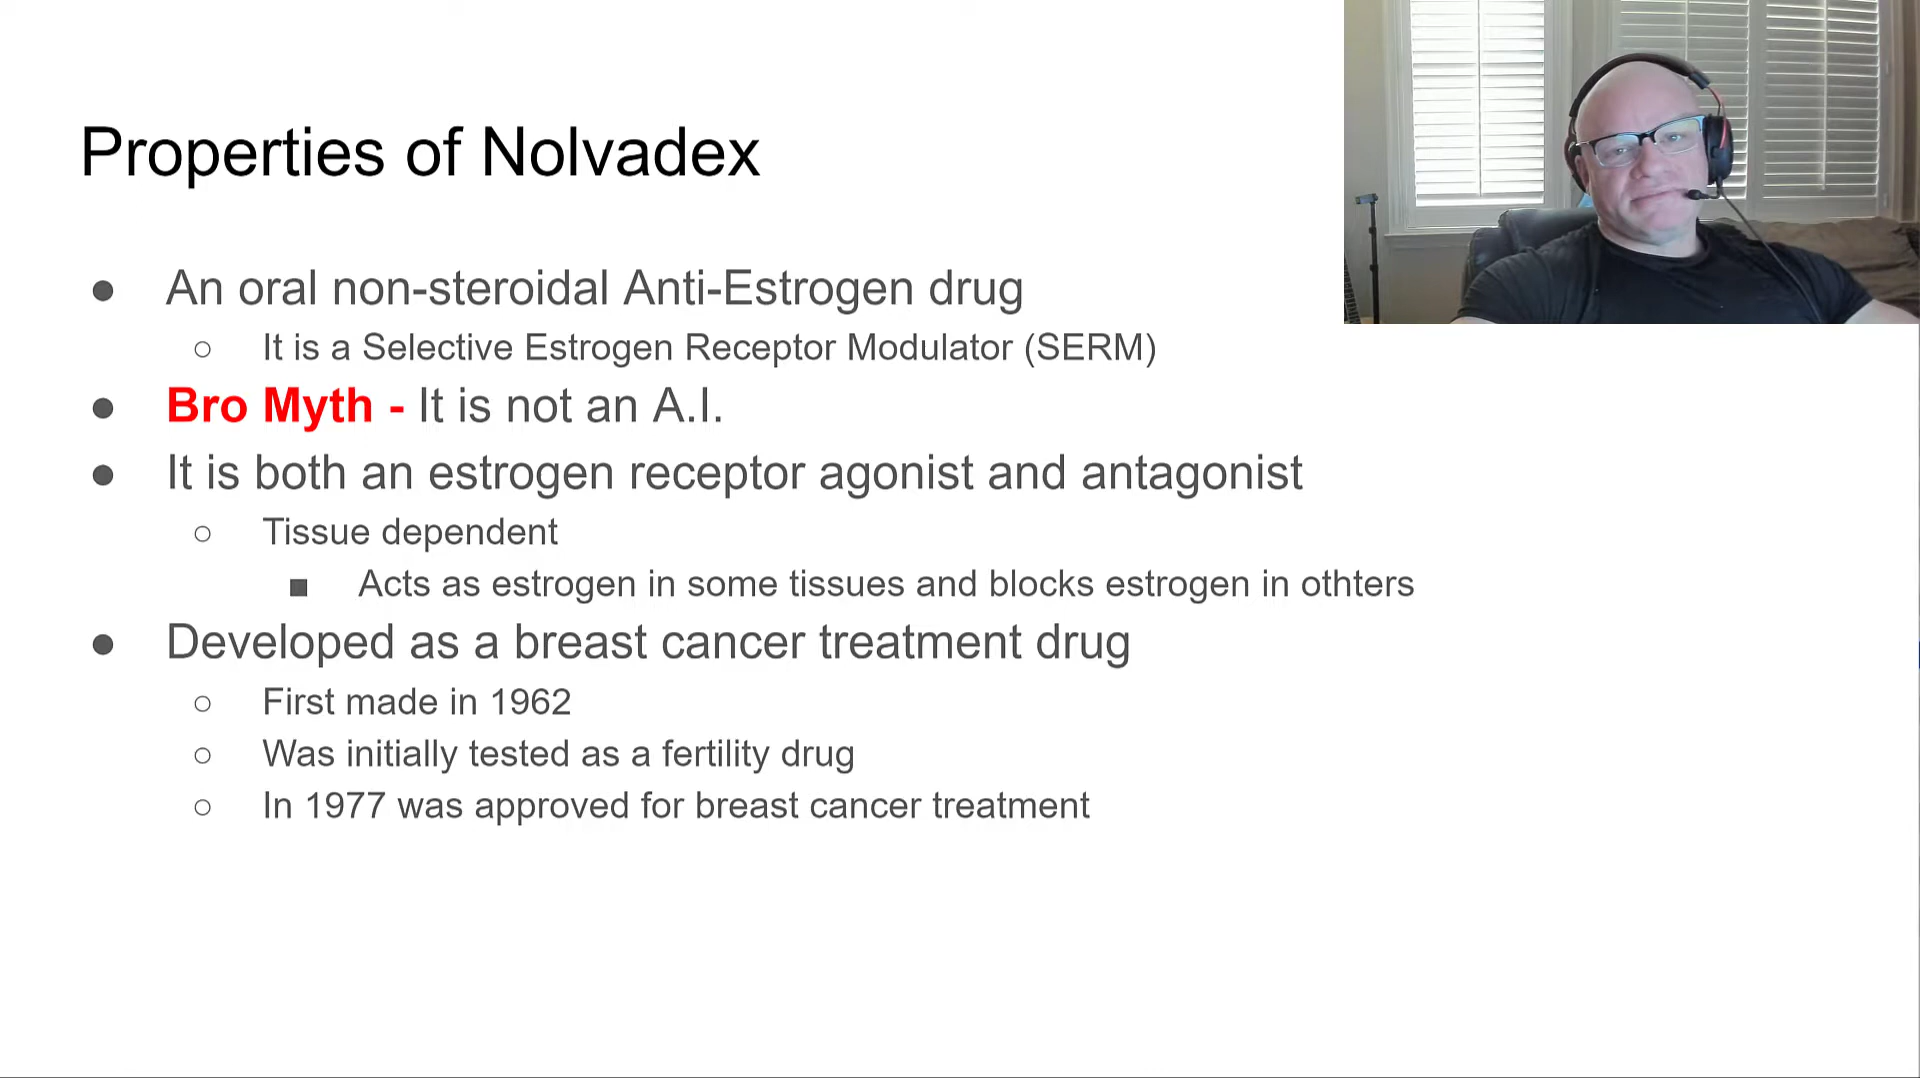 Properties of Nolvadex
An oral non-steroidal Anti-Estrogen drug
It is a Selective Estrogen Receptor Modulator (SERM)
Bro Myth - It is not an A.I.
It is both an estrogen receptor agonist and antagonist
Tissue dependent
Acts as estrogen in some tissues and blocks estrogen in othters
Developed as a breast cancer treatment drug
First made in 1962
Was initially tested as a fertility drug
In 1977 was approved for breast cancer treatment